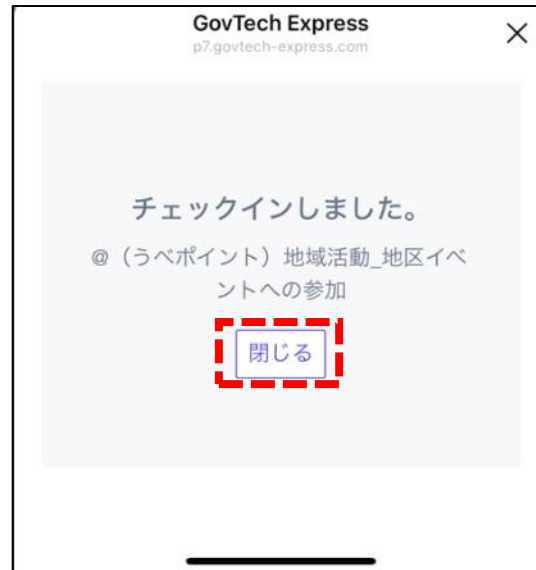 GovTech Express
p7.govtech-express.com
チェックインしました。
@（うべポイント）地域活動_地区イベ
ントへの参加
閉じる